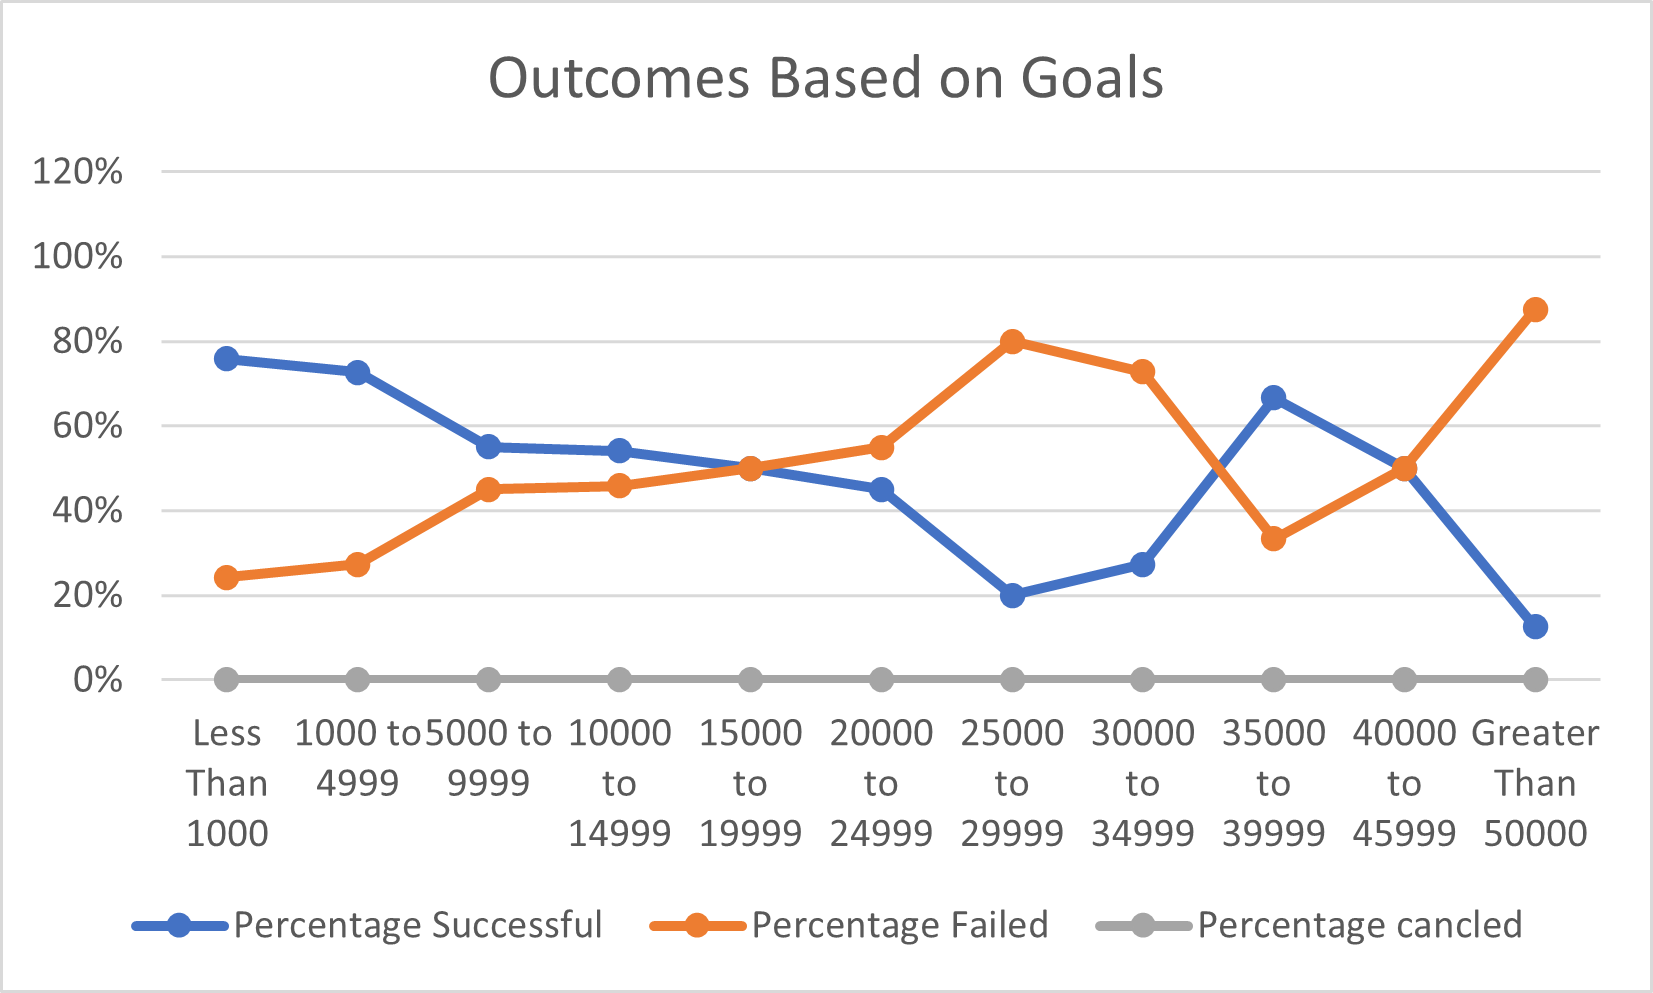 Outcomes Based on Goals
120%
100%
80%
60%
40%
20%
0%
Less Than 1000
1000 to 4999
5000 to 9999
10000 to 14999
15000 to 19999
20000 to 24999
25000 to 29999
30000 to 34999
35000 to 39999
40000 to 45999
Greater Than 50000
Percentage Successful
Percentage Failed
Percentage cancled